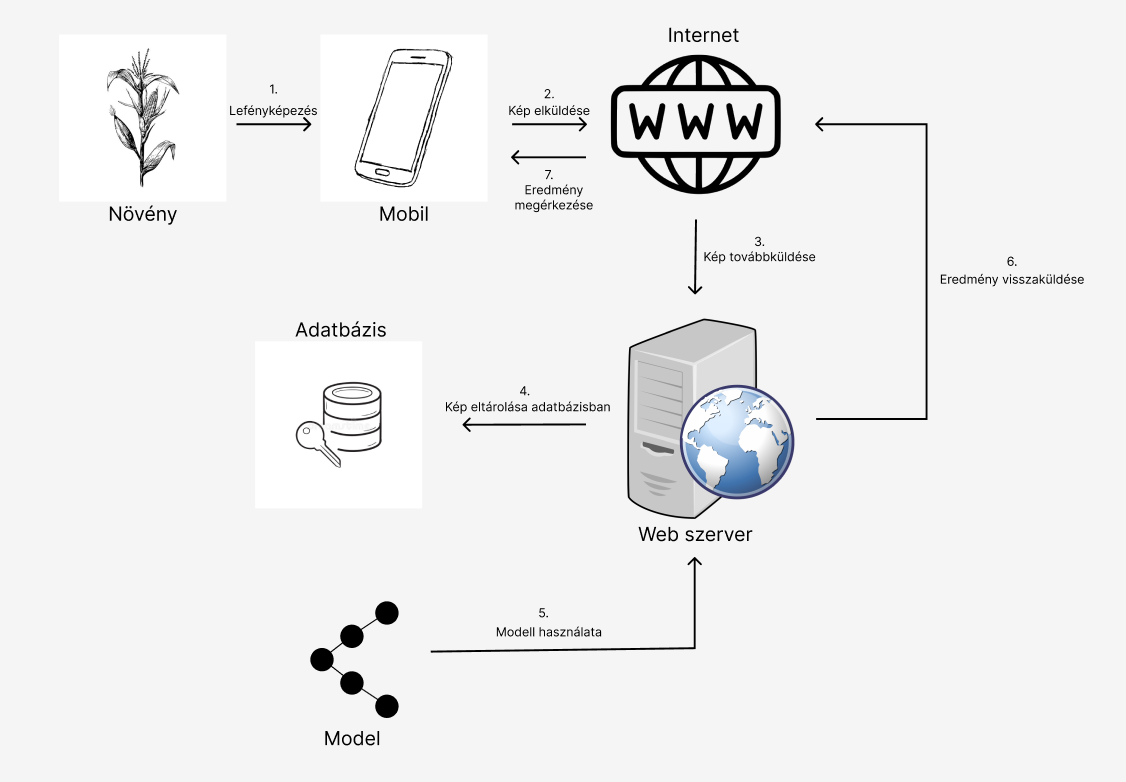 Internet
WWW
1.
Lefényképezés
2.
Kép elküldése
7.
Eredmény
megérkezése
Növény
Mobil
3.
Kép továbbküldése
6.
Eredmény visszaküldése
Adatbázis
4.
Kép eltárolása adatbázisban
Web szerver
5.
Modell használata
Model